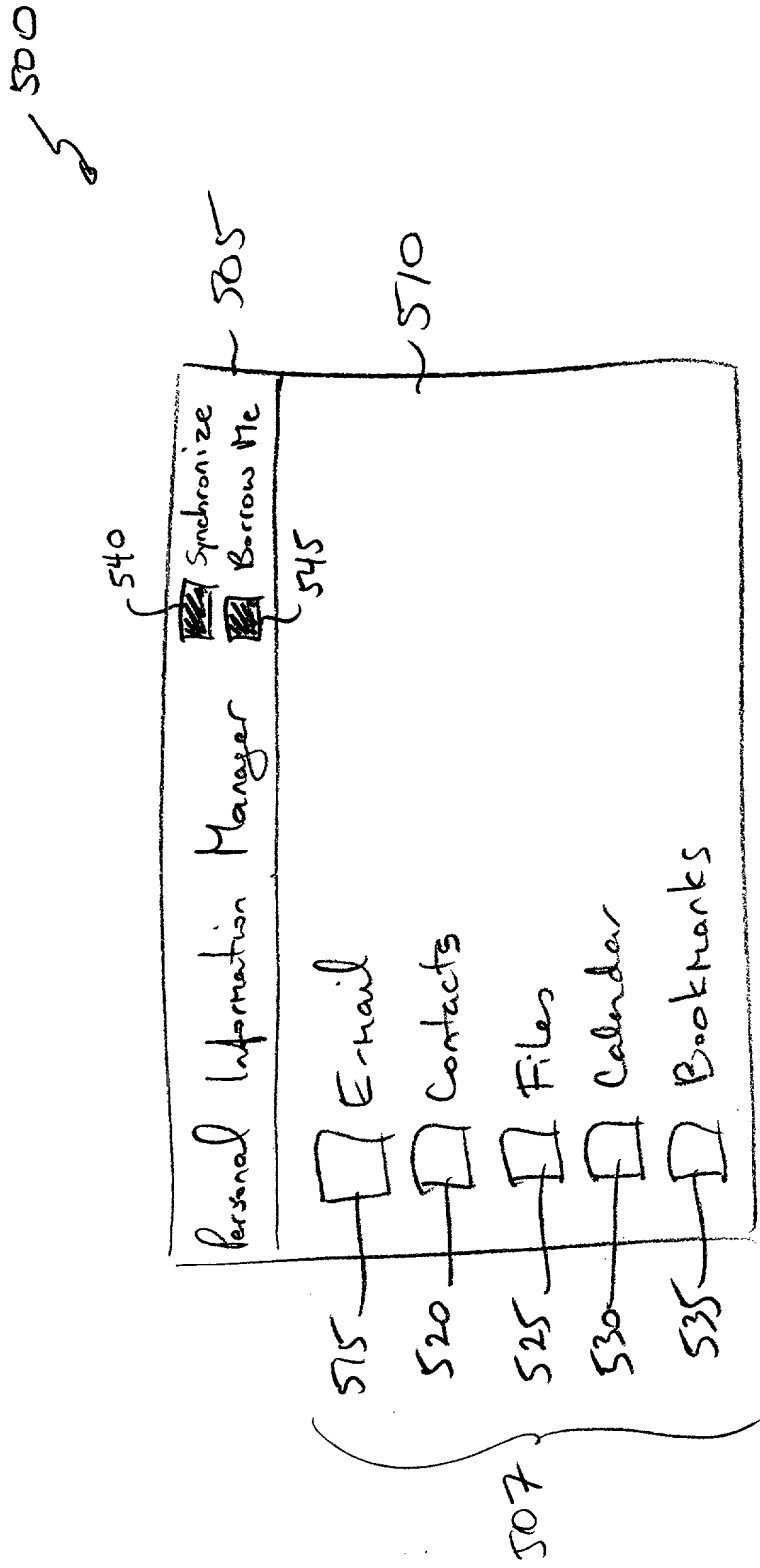 500
540
Synchronize
505
Personal Information Manager
Borrow Me
545
510
515
E-mail
520
Contacts
525
Files
530
Calendar
535
Bookmarks
507